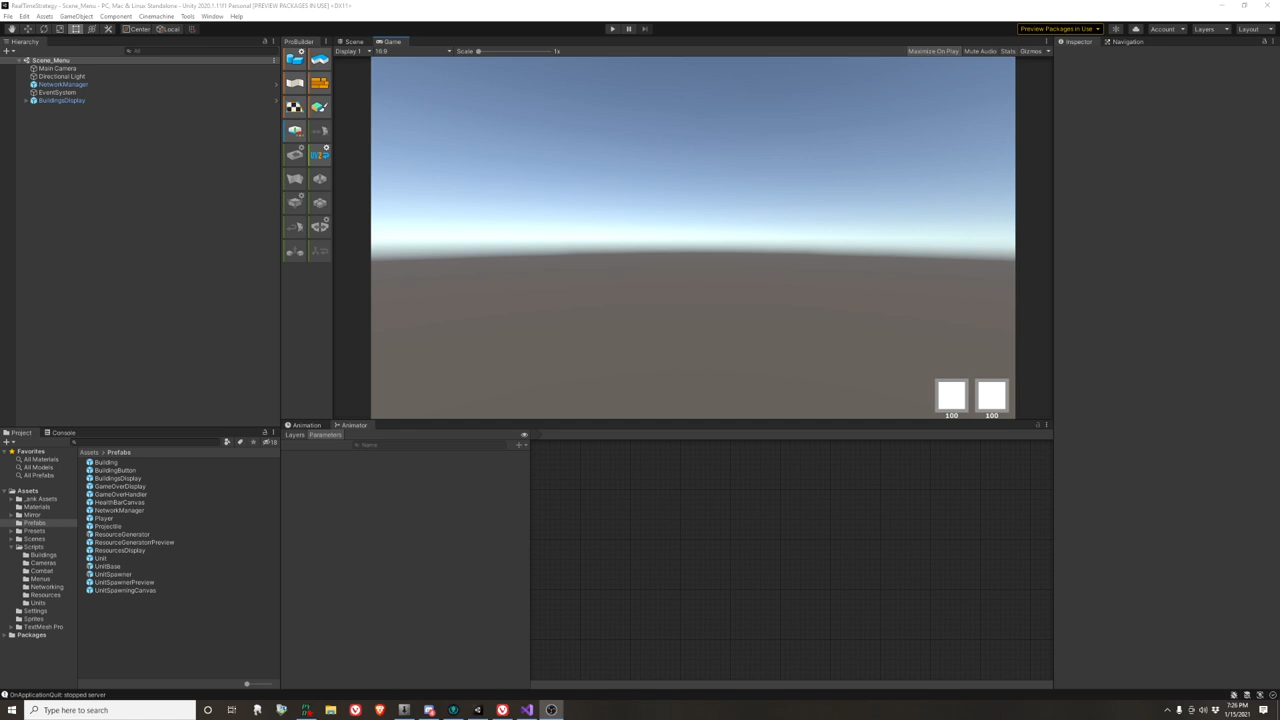 RealTimeStrategy - Scene_Menu - PC, Mac & Linux Standalone - Unity 2020.1.11f1 Personal [PREVIEW PACKAGES IN USE] <DX11>
File Edit Assets GameObject Component Cinemachine Tools Window Help
Center Local Preview Packages in Use Account Layers Layout
Hierarchy ProBuilder Scene Game Inspector Navigation
All Display 1 16:9 Scale 1x Maximize On Play Mute Audio Stats Gizmos
Scene_Menu
Main Camera
Directional Light
NetworkManager
EventSystem
BuildingsDisplay
UV2
100 100
Project Console Animation Animator
Layers Parameters Name
18
Favorites
All Materials
All Models
All Prefabs
Assets
_ank Assets
Materials
Mirror
Prefabs
Presets
Scenes
Scripts
Buildings
Cameras
Combat
Menus
Networking
Resources
Units
Settings
Sprites
TextMesh Pro
Packages
Assets > Prefabs
Building
BuildingButton
BuildingsDisplay
GameOverDisplay
GameOverHandler
HealthBarCanvas
NetworkManager
Player
Projectile
ResourceGenerator
ResourceGeneratorrPreview
ResourcesDisplay
Unit
UnitBase
UnitSpawner
UnitSpawnerPreview
UnitSpawningCanvas
OnApplicationQuit: stopped server
Type here to search
7:26 PM
1/15/2021